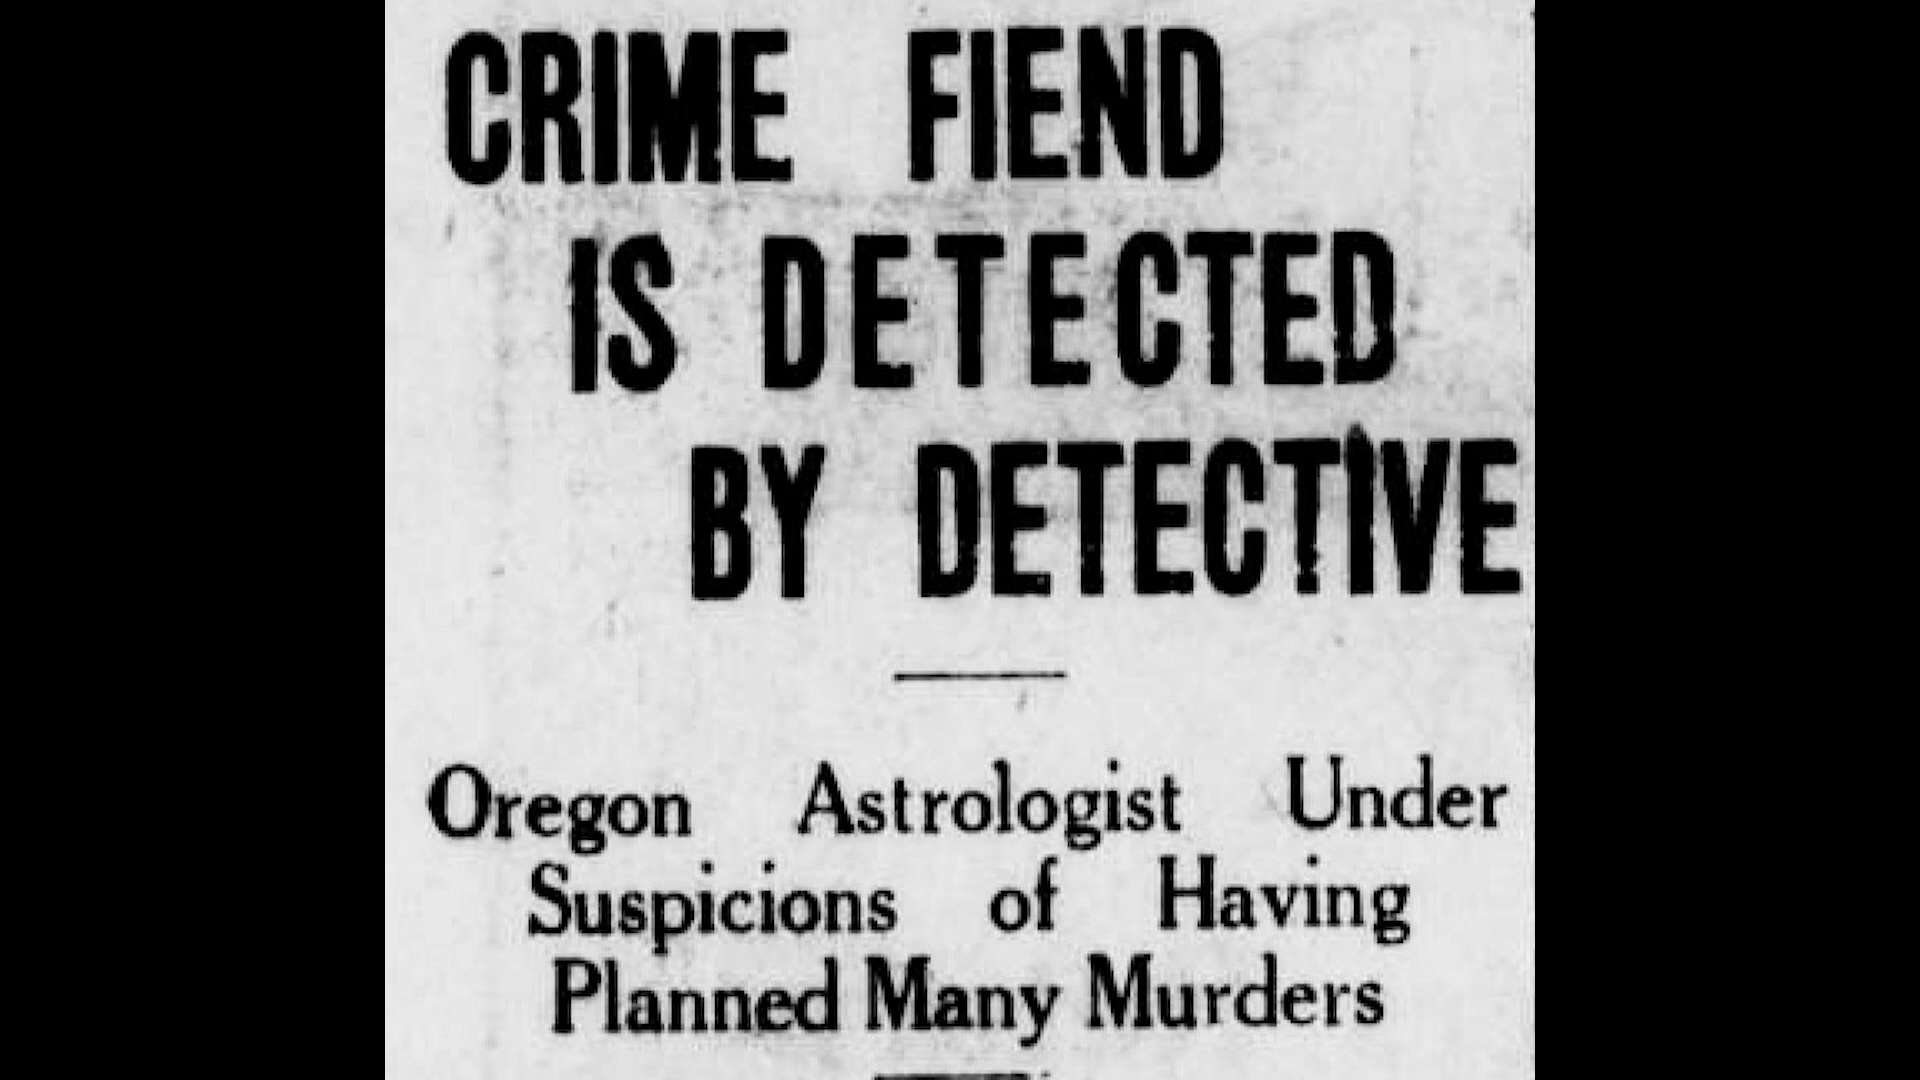 CRIME FIEND
IS DETECTED
BY DETECTIVE
Oregon Astrologist Under
Suspicions of Having
Planned Many Murders